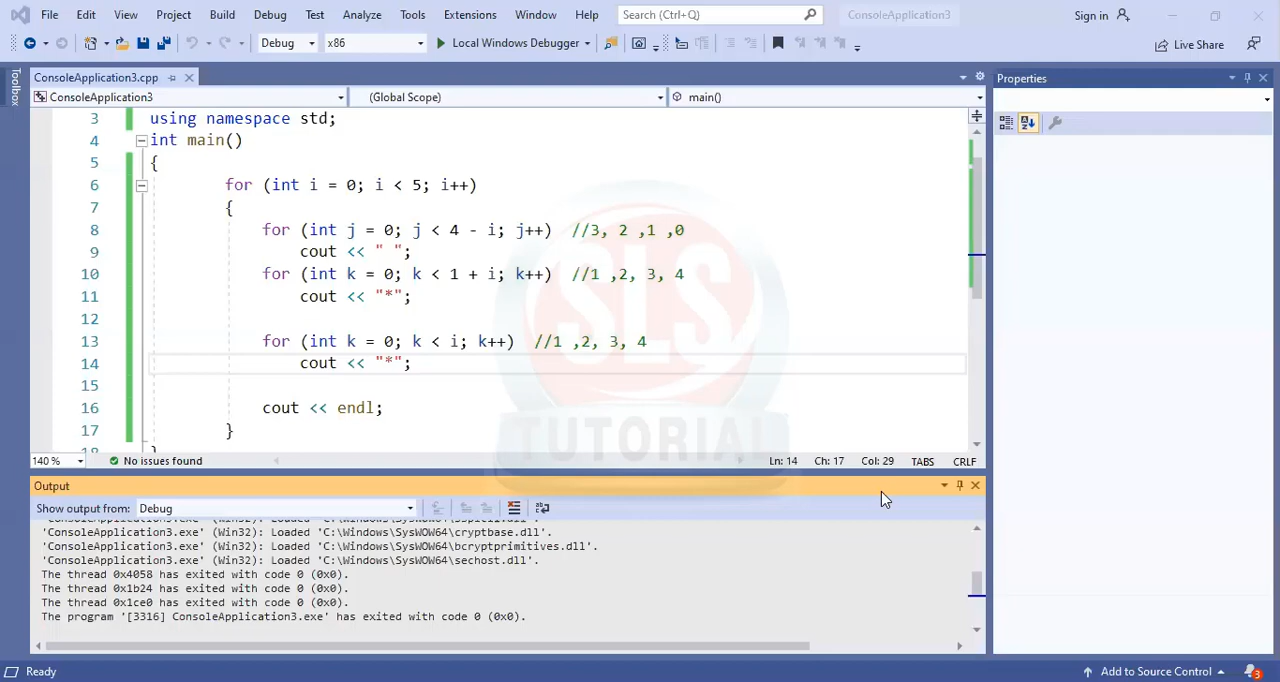 File Edit View Project Build Debug Test Analyze Tools Extensions Window Help Search (Ctrl+Q) ConsoleApplication3 Sign in
Debug x86 Local Windows Debugger Live Share
Toolbox
ConsoleApplication3.cpp
ConsoleApplication3 (Global Scope) main()
3 using namespace std;
4 int main()
5 {
6 for (int i = 0; i < 5; i++)
7 {
8 for (int j = 0; j < 4 - i; j++) //3, 2 ,1 ,0
9 cout << " ";
10 for (int k = 0; k < 1 + i; k++) //1 ,2, 3, 4
11 cout << "*";
12
13 for (int k = 0; k < i; k++) //1 ,2, 3, 4
14 cout << "*";
15
16 cout << endl;
17 }
18 }
SLS
TUTORIAL
140 % No issues found Ln: 14 Ch: 17 Col: 29 TABS CRLF
Output
Show output from: Debug
'ConsoleApplication3.exe' (Win32): Loaded 'C:\Windows\SysWOW64\cryptbase.dll'.
'ConsoleApplication3.exe' (Win32): Loaded 'C:\Windows\SysWOW64\bcryptprimitives.dll'.
'ConsoleApplication3.exe' (Win32): Loaded 'C:\Windows\SysWOW64\sechost.dll'.
The thread 0x4058 has exited with code 0 (0x0).
The thread 0x1b24 has exited with code 0 (0x0).
The thread 0x1ce0 has exited with code 0 (0x0).
The program '[3316] ConsoleApplication3.exe' has exited with code 0 (0x0).
Properties
Ready Add to Source Control 3